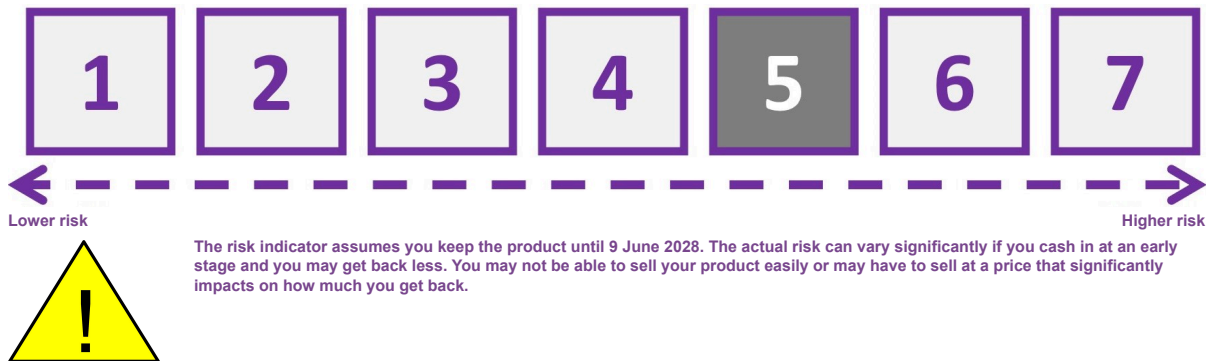 1 2 3 4 5 6 7
Lower risk Higher risk
The risk indicator assumes you keep the product until 9 June 2028. The actual risk can vary significantly if you cash in at an early
stage and you may get back less. You may not be able to sell your product easily or may have to sell at a price that significantly
impacts on how much you get back.
!